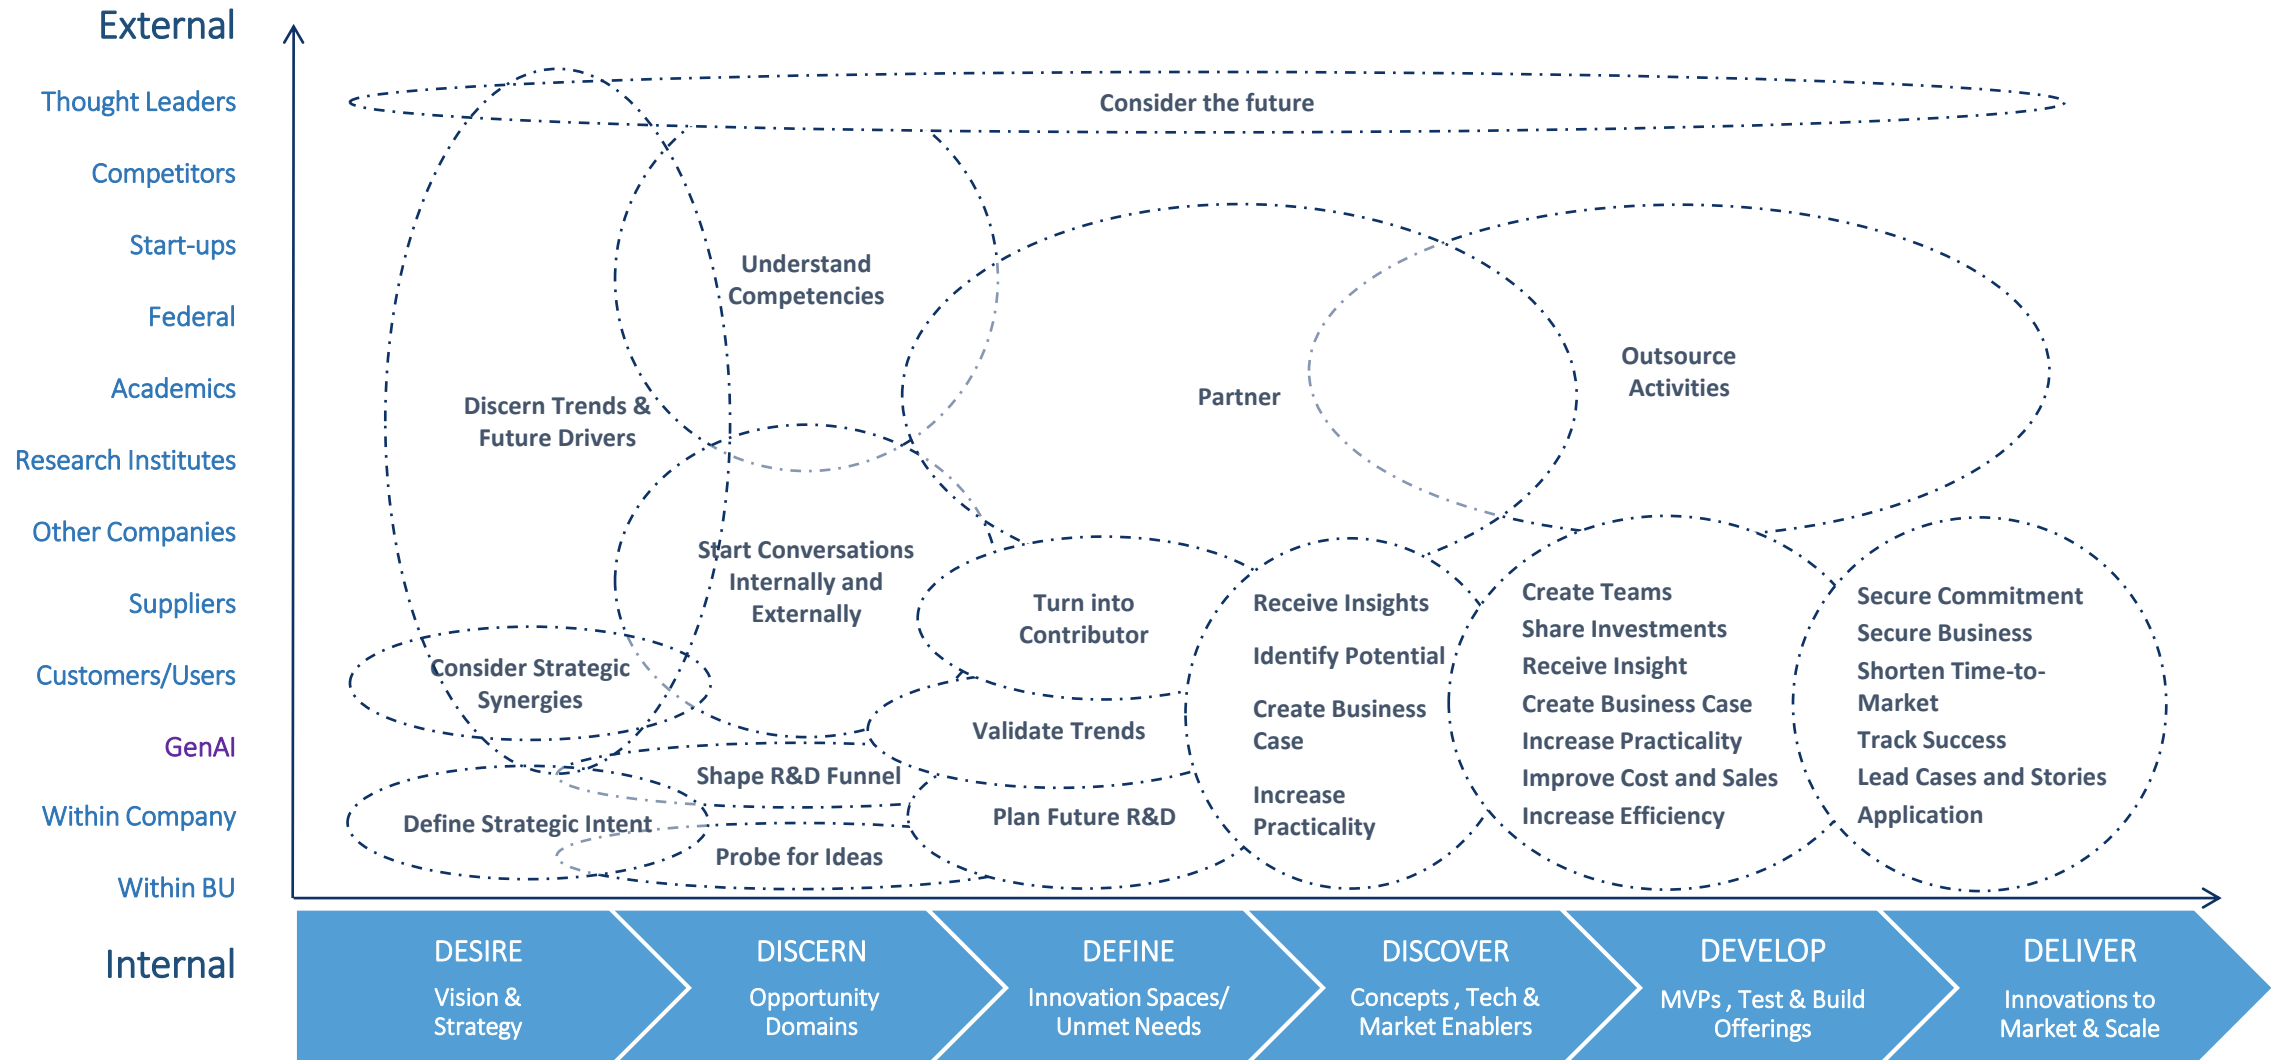 External
Thought Leaders
Competitors
Start-ups
Federal
Academics
Research Institutes
Other Companies
Suppliers
Customers/Users
GenAI
Within Company
Within BU
Internal
Consider the future
Understand
Competencies
Discern Trends &
Future Drivers
Partner
Outsource
Activities
Start Conversations
Internally and
Externally
Consider Strategic
Synergies
Turn into
Contributor
Validate Trends
Shape R&D Funnel
Define Strategic Intent
Plan Future R&D
Probe for Ideas
Receive Insights
Identify Potential
Create Business
Case
Increase
Practicality
Create Teams
Share Investments
Receive Insight
Create Business Case
Increase Practicality
Improve Cost and Sales
Increase Efficiency
Secure Commitment
Secure Business
Shorten Time-to-
Market
Track Success
Lead Cases and Stories
Application
DESIRE
Vision &
Strategy
DISCERN
Opportunity
Domains
DEFINE
Innovation Spaces/
Unmet Needs
DISCOVER
Concepts , Tech &
Market Enablers
DEVELOP
MVPs , Test & Build
Offerings
DELIVER
Innovations to
Market & Scale